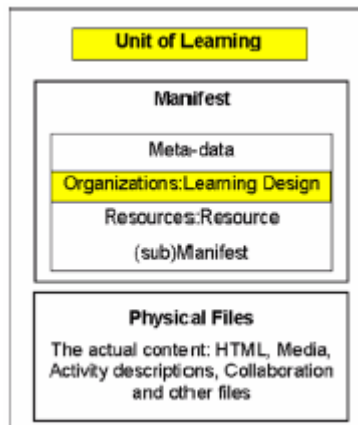 Unit of Learning
Manifest
Meta-data
Organizations:Learning Design
Resources:Resource
(sub)Manifest
Physical Files
The actual content: HTML, Media,
Activity descriptions, Collaboration
and other files